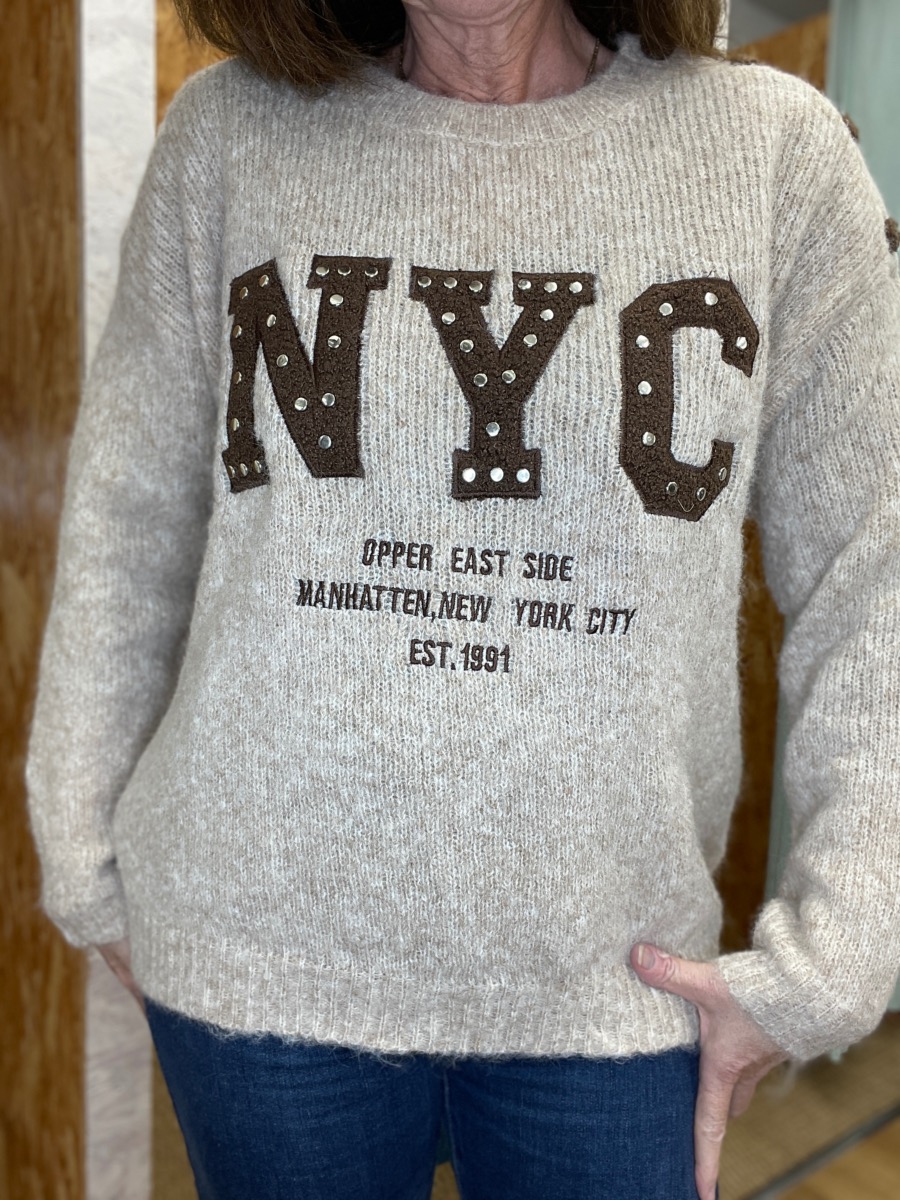 NYC
OPPER EAST SIDE
MANHATTEN,NEW YORK CITY
EST.1991